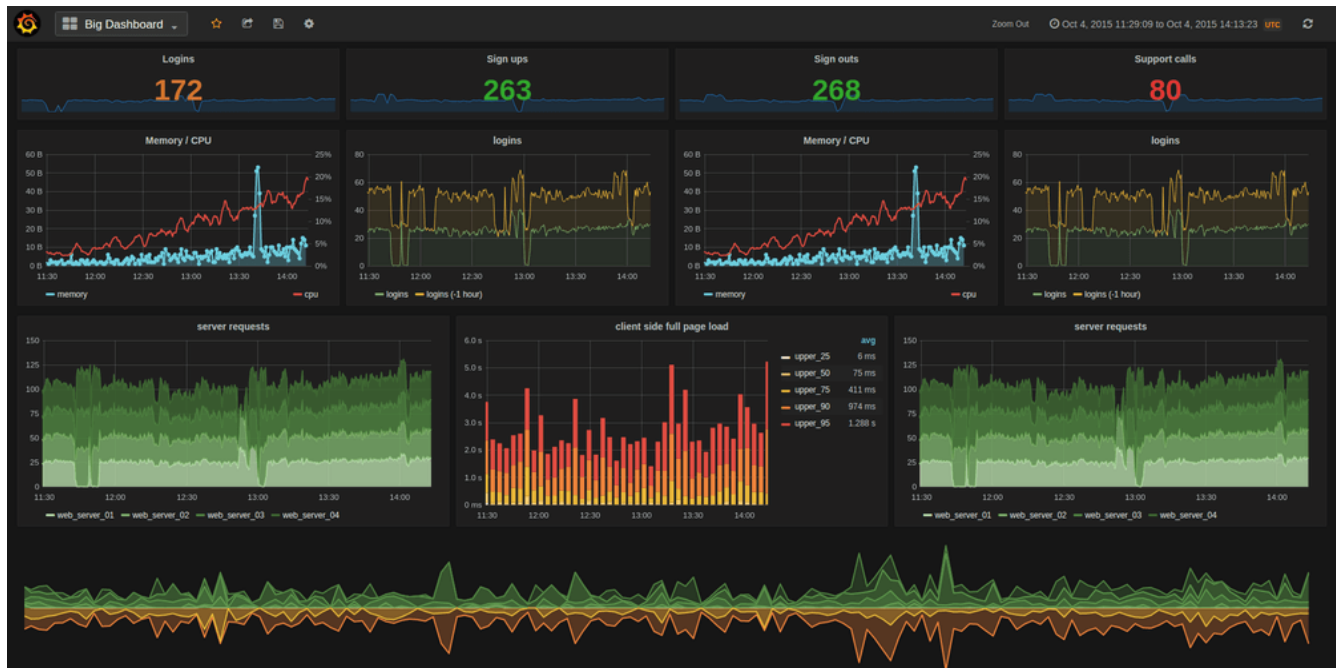 Big Dashboard
Zoom Out
Oct 4, 2015 11:29:09 to Oct 4, 2015 14:13:23 UTC
Logins
172
Sign ups
263
Sign outs
268
Support calls
80
Memory / CPU
60 B
50 B
40 B
30 B
20 B
10 B
0 B
25%
20%
15%
10%
5%
0%
11:30 12:00 12:30 13:00 13:30 14:00
memory
cpu
logins
80
60
40
20
0
11:30 12:00 12:30 13:00 13:30 14:00
logins logins (-1 hour)
Memory / CPU
60 B
50 B
40 B
30 B
20 B
10 B
0 B
25%
20%
15%
10%
5%
0%
11:30 12:00 12:30 13:00 13:30 14:00
memory
cpu
logins
80
60
40
20
0
11:30 12:00 12:30 13:00 13:30 14:00
logins logins (-1 hour)
server requests
150
125
100
75
50
25
0
11:30 12:00 12:30 13:00 13:30 14:00
web_server_01 web_server_02 web_server_03 web_server_04
client side full page load
6.0 s
5.0 s
4.0 s
3.0 s
2.0 s
1.0 s
0 ms
11:30 12:00 12:30 13:00 13:30 14:00
avg
upper_25 6 ms
upper_50 75 ms
upper_75 411 ms
upper_90 974 ms
upper_95 1.288 s
server requests
150
125
100
75
50
25
0
11:30 12:00 12:30 13:00 13:30 14:00
web_server_01 web_server_02 web_server_03 web_server_04